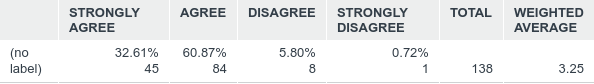 STRONGLY AGREE DISAGREE STRONGLY TOTAL WEIGHTED
AGREE DISAGREE AVERAGE
(no 32.61% 60.87% 5.80% 0.72%
label) 45 84 8 1 138 3.25